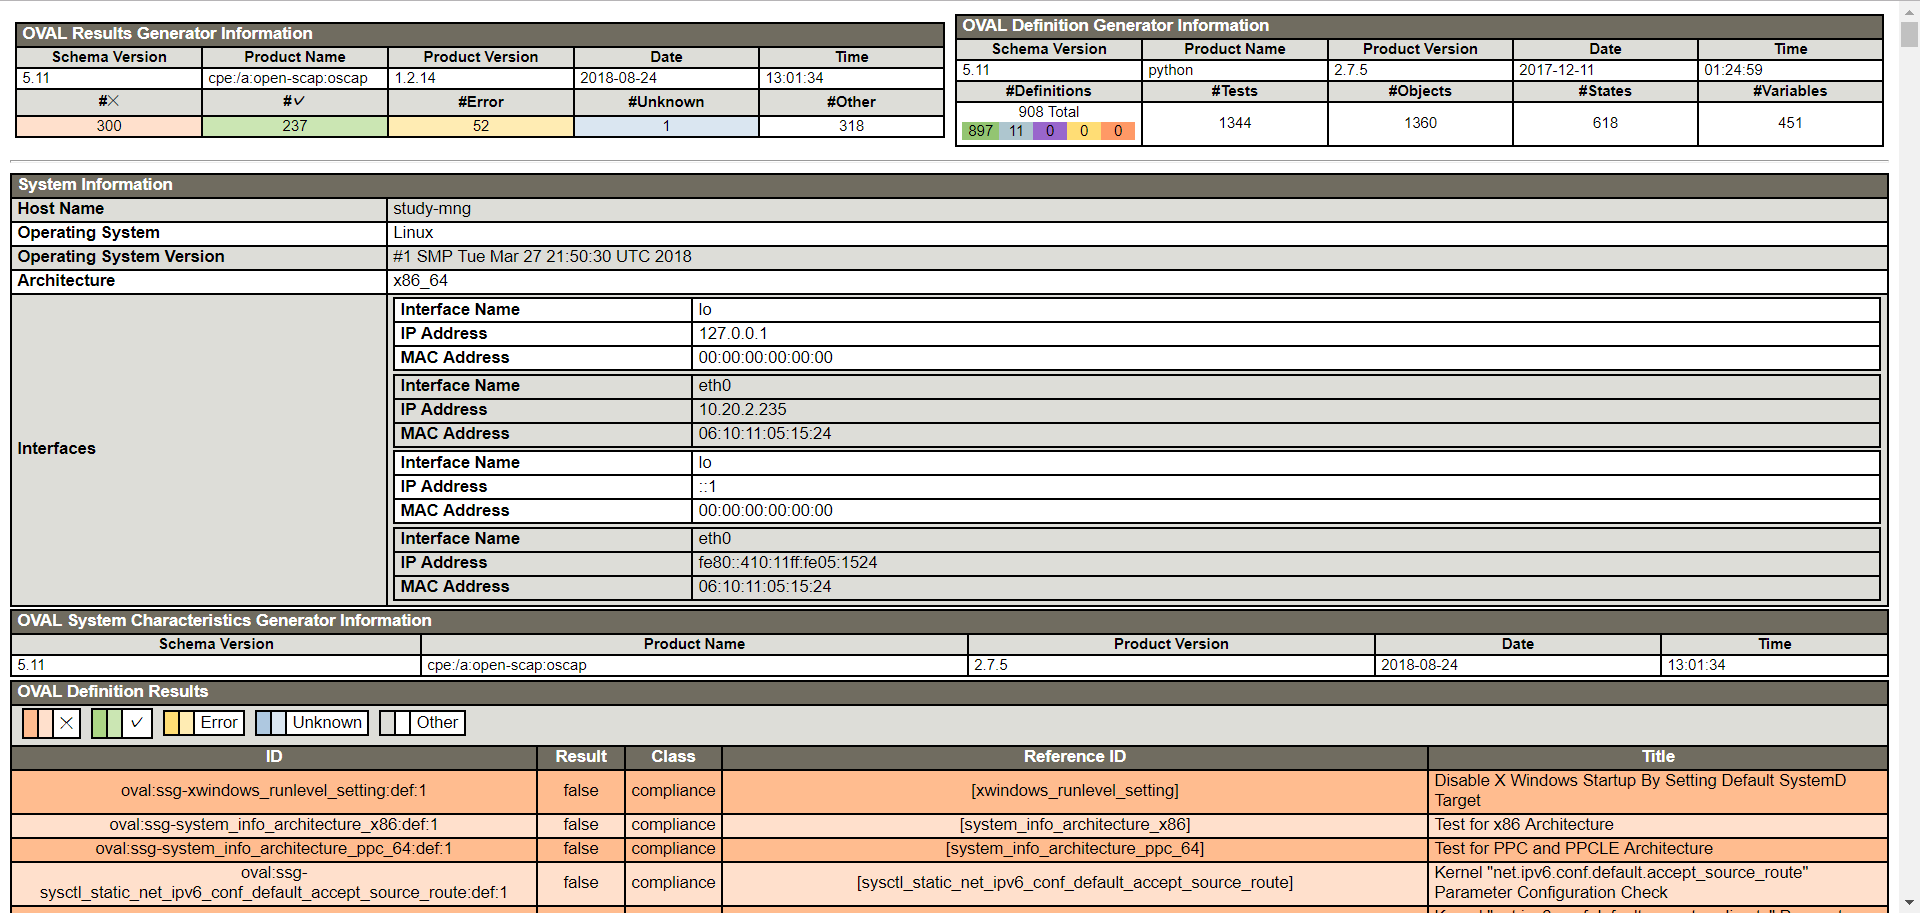 OVAL Results Generator Information
Schema Version Product Name Product Version Date Time
5.11 cpe:/a:open-scap:oscap 1.2.14 2018-08-24 13:01:34
#✕ #✓ #Error #Unknown #Other
300 237 52 1 318
OVAL Definition Generator Information
Schema Version Product Name Product Version Date Time
5.11 python 2.7.5 2017-12-11 01:24:59
#Definitions #Tests #Objects #States #Variables
908 Total
897 11 0 0 0 1344 1360 618 451
System Information
Host Name study-mng
Operating System Linux
Operating System Version #1 SMP Tue Mar 27 21:50:30 UTC 2018
Architecture x86_64
Interfaces
Interface Name lo
IP Address 127.0.0.1
MAC Address 00:00:00:00:00:00
Interface Name eth0
IP Address 10.20.2.235
MAC Address 06:10:11:05:15:24
Interface Name lo
IP Address ::1
MAC Address 00:00:00:00:00:00
Interface Name eth0
IP Address fe80::410:11ff:fe05:1524
MAC Address 06:10:11:05:15:24
OVAL System Characteristics Generator Information
Schema Version Product Name Product Version Date Time
5.11 cpe:/a:open-scap:oscap 2.7.5 2018-08-24 13:01:34
OVAL Definition Results
✕ ✓ Error Unknown Other
ID Result Class Reference ID Title
oval:ssg-xwindows_runlevel_setting:def:1 false compliance [xwindows_runlevel_setting] Disable X Windows Startup By Setting Default SystemD
Target
oval:ssg-system_info_architecture_x86:def:1 false compliance [system_info_architecture_x86] Test for x86 Architecture
oval:ssg-system_info_architecture_ppc_64:def:1 false compliance [system_info_architecture_ppc_64] Test for PPC and PPCLE Architecture
oval:ssg-
sysctl_static_net_ipv6_conf_default_accept_source_route:def:1 false compliance [sysctl_static_net_ipv6_conf_default_accept_source_route] Kernel "net.ipv6.conf.default.accept_source_route"
Parameter Configuration Check